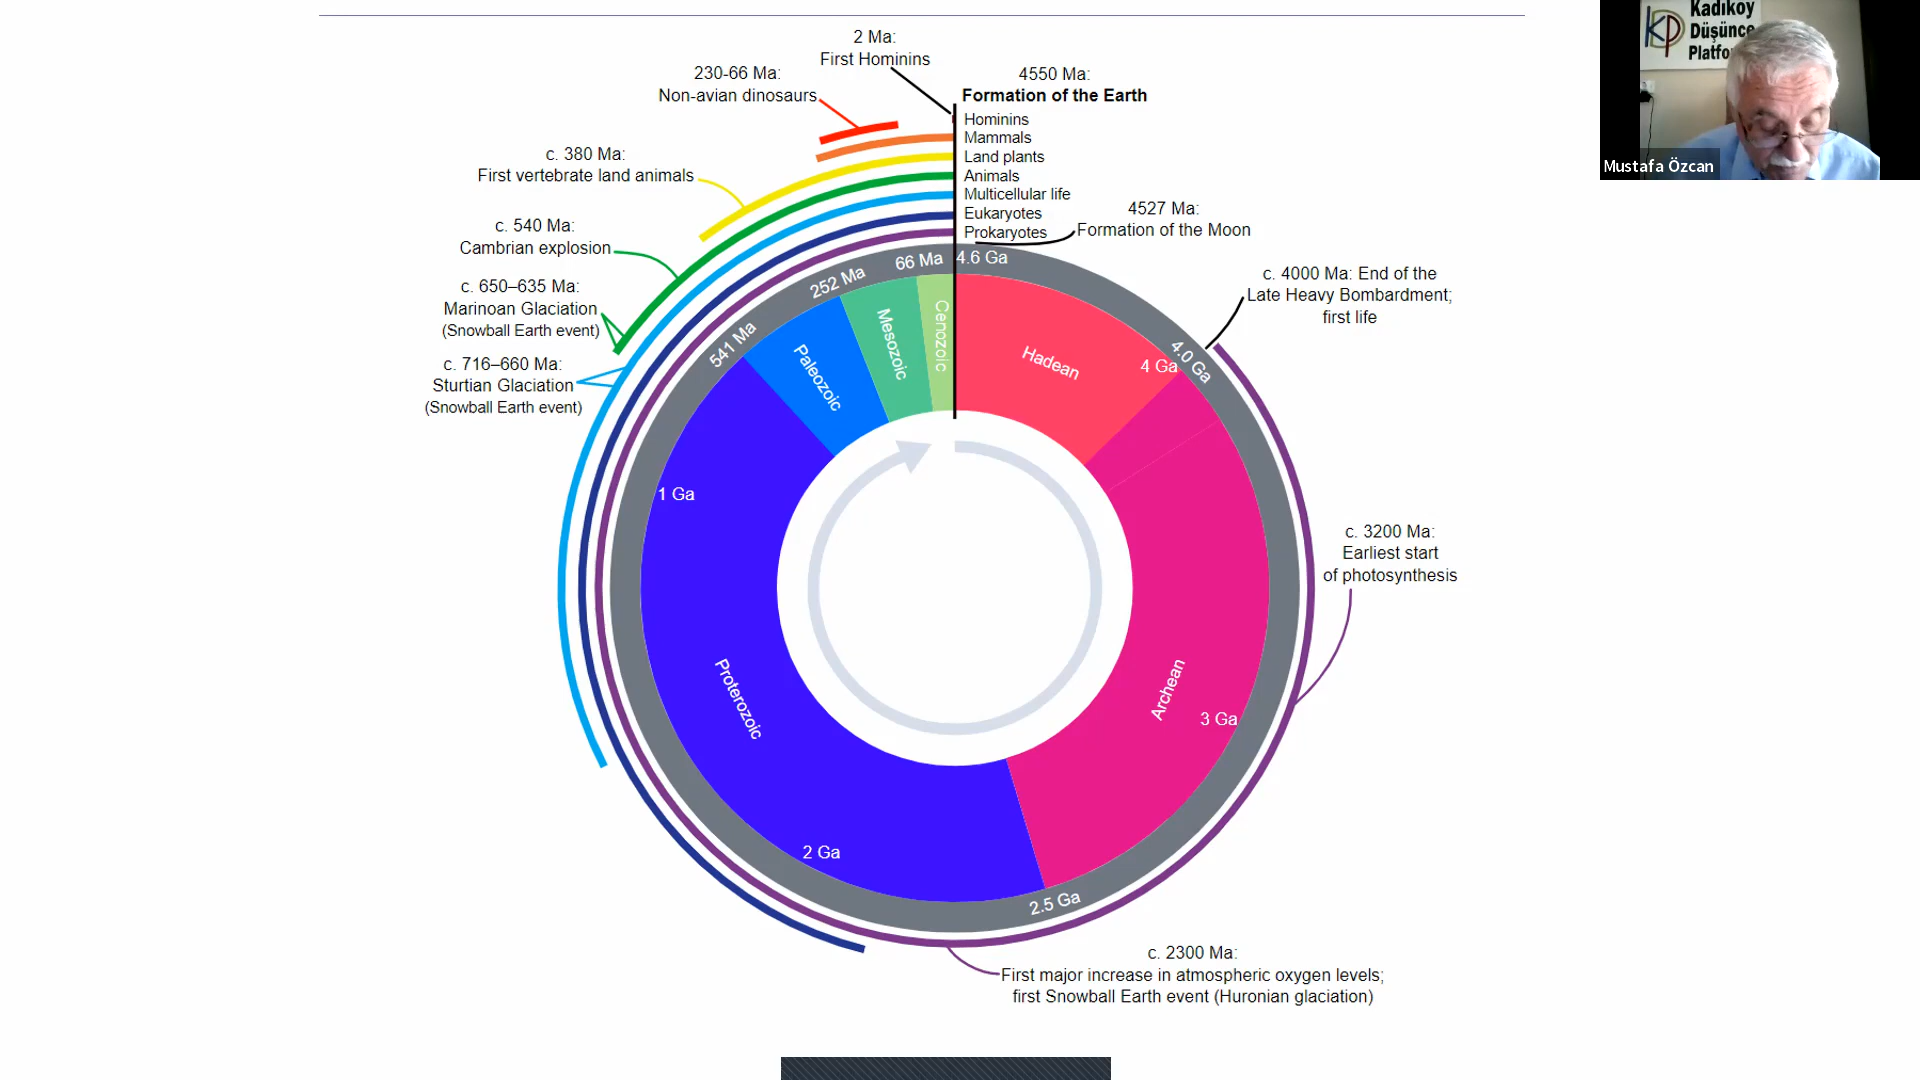 2 Ma:
First Hominins
230-66 Ma:
Non-avian dinosaurs
4550 Ma:
Formation of the Earth
Hominins
Mammals
Land plants
Animals
Multicellular life
Eukaryotes
Prokaryotes
c. 380 Ma:
First vertebrate land animals
4527 Ma:
Formation of the Moon
c. 540 Ma:
Cambrian explosion
c. 650–635 Ma:
Marinoan Glaciation
(Snowball Earth event)
c. 716–660 Ma:
Sturtian Glaciation
(Snowball Earth event)
c. 4000 Ma: End of the
Late Heavy Bombardment;
first life
4.6 Ga
66 Ma
252 Ma
541 Ma
4.0 Ga
4 Ga
Hadean
Cenozoic
Mesozoic
Paleozoic
1 Ga
c. 3200 Ma:
Earliest start
of photosynthesis
Archean
3 Ga
Proterozoic
2 Ga
2.5 Ga
c. 2300 Ma:
First major increase in atmospheric oxygen levels;
first Snowball Earth event (Huronian glaciation)
KDP
Kadıköy
Düşünce
Platfo
Mustafa Özcan